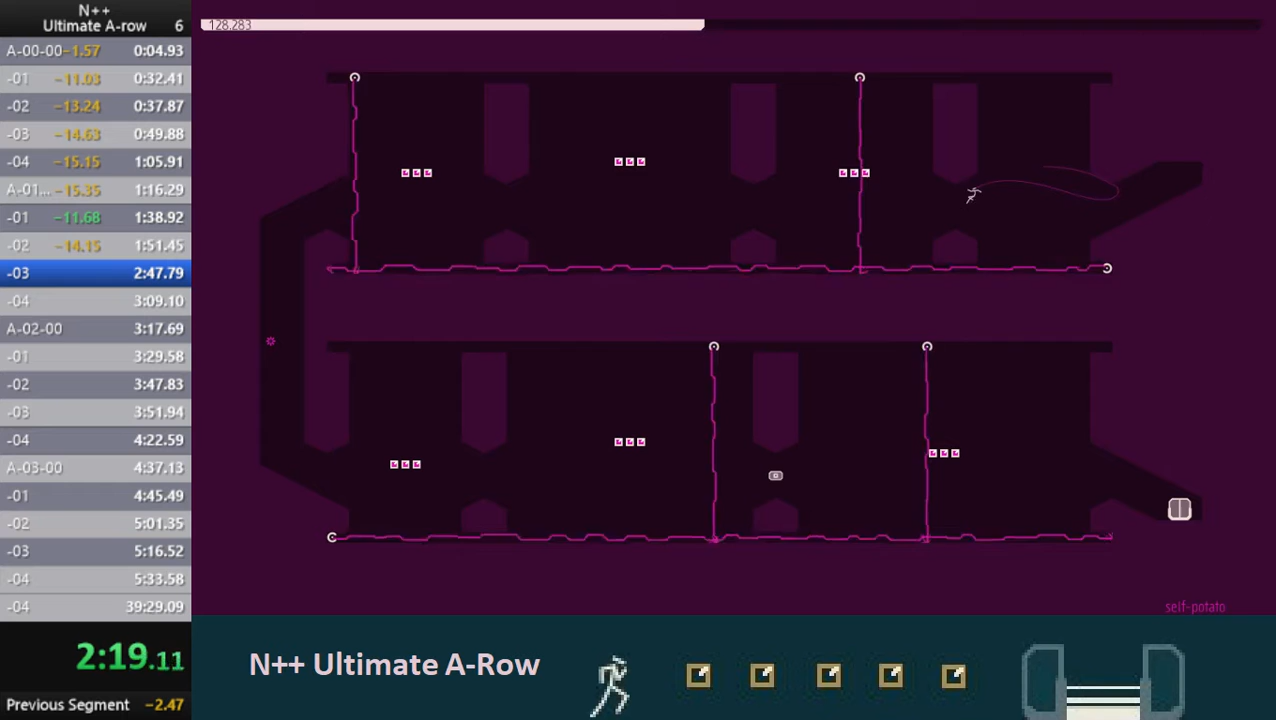 N++
Ultimate A-row 6
A-00-00 -1.57 0:04.93
-01 -11.03 0:32.41
-02 -13.24 0:37.87
-03 -14.63 0:49.88
-04 -15.15 1:05.91
A-01... -15.35 1:16.29
-01 -11.68 1:38.92
-02 -14.15 1:51.45
-03 2:47.79
-04 3:09.10
A-02-00 3:17.69
-01 3:29.58
-02 3:47.83
-03 3:51.94
-04 4:22.59
A-03-00 4:37.13
-01 4:45.49
-02 5:01.35
-03 5:16.52
-04 5:33.58
-04 39:29.09
2:19.11
Previous Segment -2.47
128.283
self-potato
N++ Ultimate A-Row